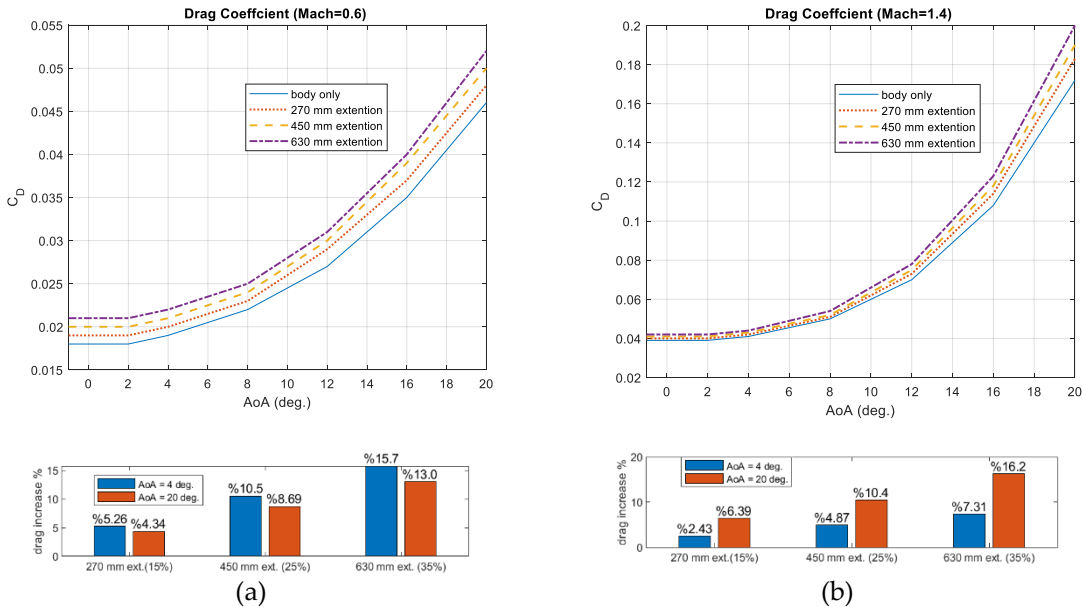 Drag Coeffcient (Mach=0.6)
0.055
0.05
0.045
0.04
0.035
0.03
0.025
0.02
0.015
C_D
body only
270 mm extention
450 mm extention
630 mm extention
0 2 4 6 8 10 12 14 16 18 20
AoA (deg.)
15
10
5
0
drag increase %
AoA = 4 deg.
AoA = 20 deg.
%5.26 %4.34 %10.5 %8.69 %15.7 %13.0
270 mm ext.(15%) 450 mm ext. (25%) 630 mm ext. (35%)
(a)
Drag Coeffcient (Mach=1.4)
0.2
0.18
0.16
0.14
0.12
0.1
0.08
0.06
0.04
0.02
C_D
body only
270 mm extention
450 mm extention
630 mm extention
0 2 4 6 8 10 12 14 16 18 20
AoA (deg.)
20
10
0
drag increase %
AoA = 4 deg.
AoA = 20 deg.
%2.43 %6.39 %4.87 %10.4 %7.31 %16.2
270 mm ext.(15%) 450 mm ext. (25%) 630 mm ext. (35%)
(b)